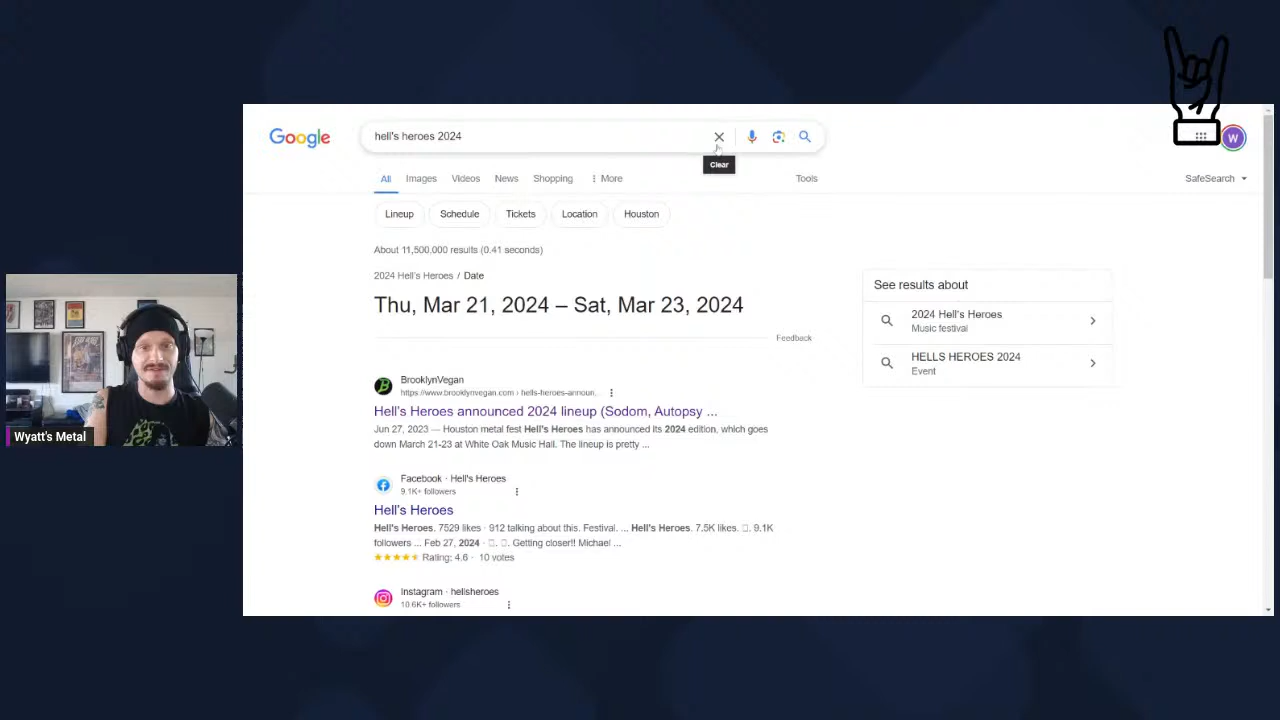 Google
hell's heroes 2024
Clear
W
All
Images
Videos
News
Shopping
More
Tools
SafeSearch
Lineup
Schedule
Tickets
Location
Houston
About 11,500,000 results (0.41 seconds)
2024 Hell's Heroes / Date
Thu, Mar 21, 2024 – Sat, Mar 23, 2024
Feedback
See results about
2024 Hell's Heroes
Music festival
HELLS HEROES 2024
Event
BrooklynVegan
https://www.brooklynvegan.com › hells-heroes-announ...
Hell's Heroes announced 2024 lineup (Sodom, Autopsy ...
Jun 27, 2023 — Houston metal fest Hell's Heroes has announced its 2024 edition, which goes
down March 21-23 at White Oak Music Hall. The lineup is pretty ...
Facebook · Hell's Heroes
9.1K+ followers
Hell's Heroes
Hell's Heroes. 7529 likes · 912 talking about this. Festival. ... Hell's Heroes. 7.5K likes. 󰤥. 9.1K
followers ... Feb 27, 2024 · 󰞋. 󱟠. Getting closer!! Michael ...
Rating: 4.6 · 10 votes
Instagram · hellsheroes
10.6K+ followers
Wyatt's Metal